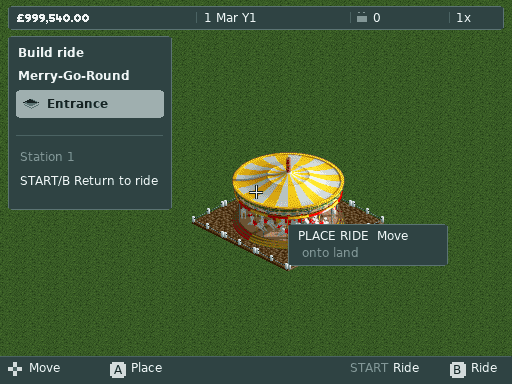 £999,540.00
1 Mar Y1
0
1x
Build ride
Merry-Go-Round
Entrance
Station 1
START/B Return to ride
PLACE RIDE Move
onto land
Move
A Place
START Ride
B Ride